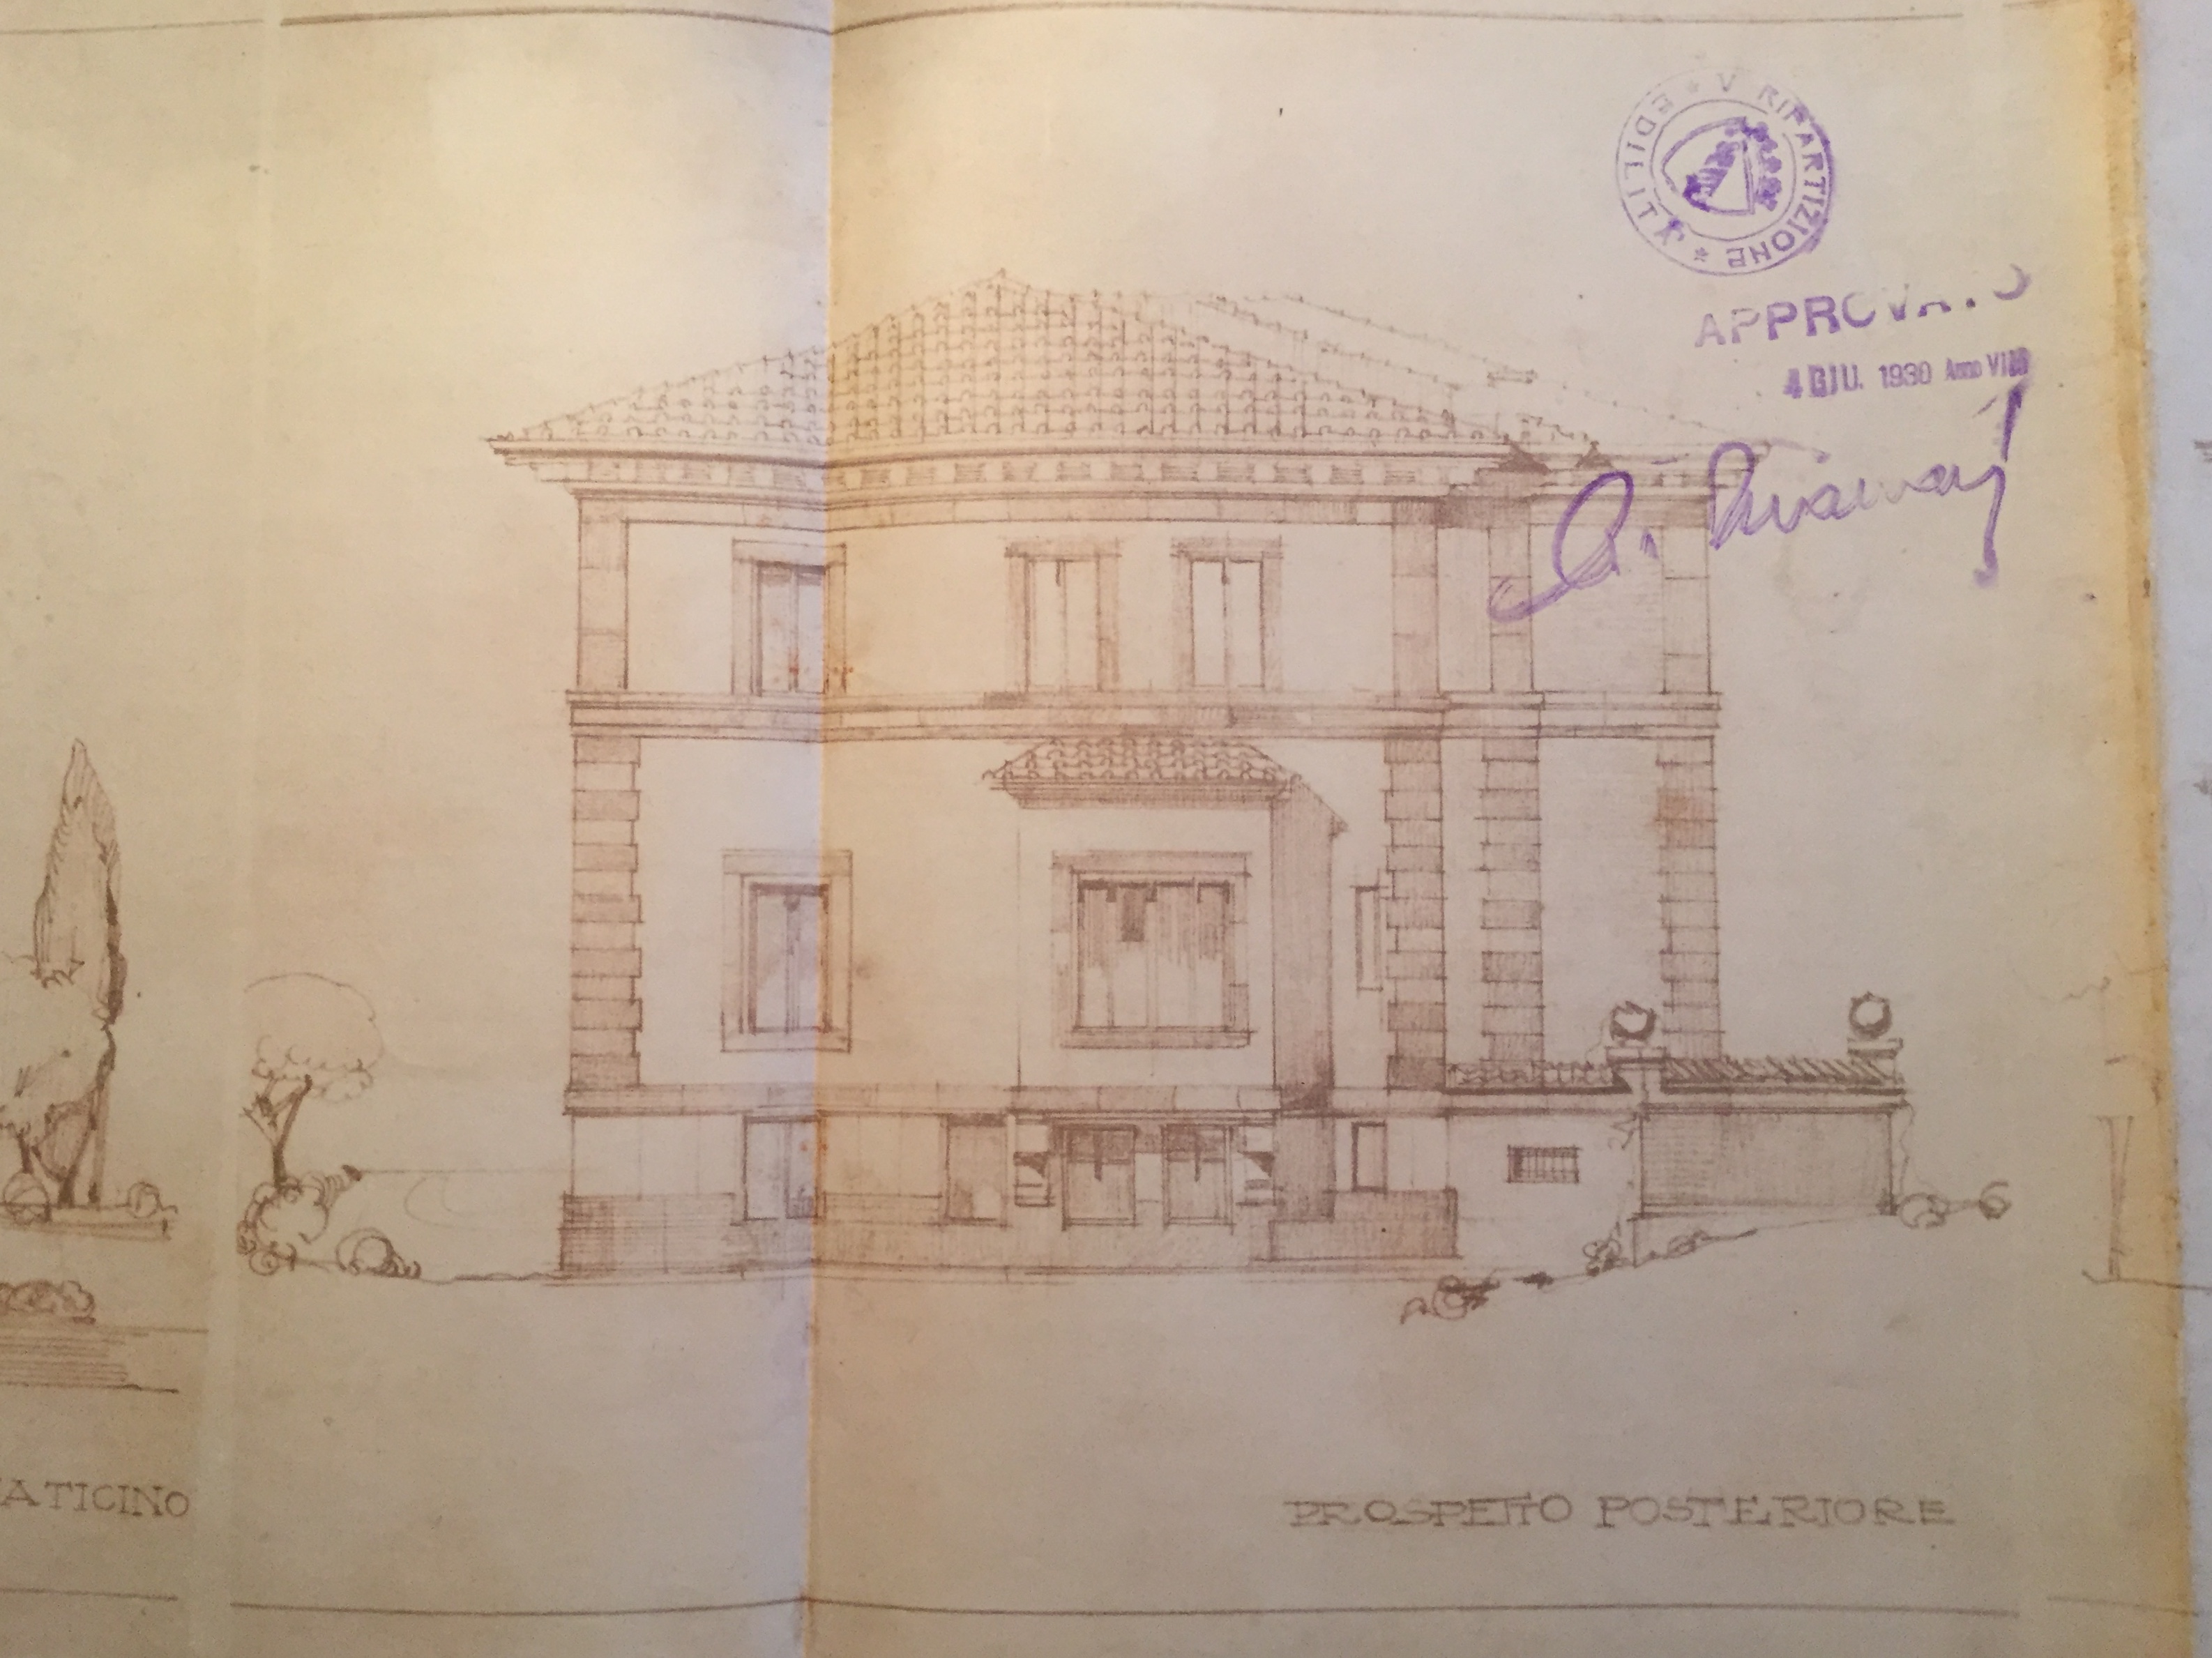 ★ V RIPARTIZIONE ★ EDILITÀ
APPROVATO
4 GIU. 1930 Anno VIII
ATICINO
PROSPETTO POSTERIORE